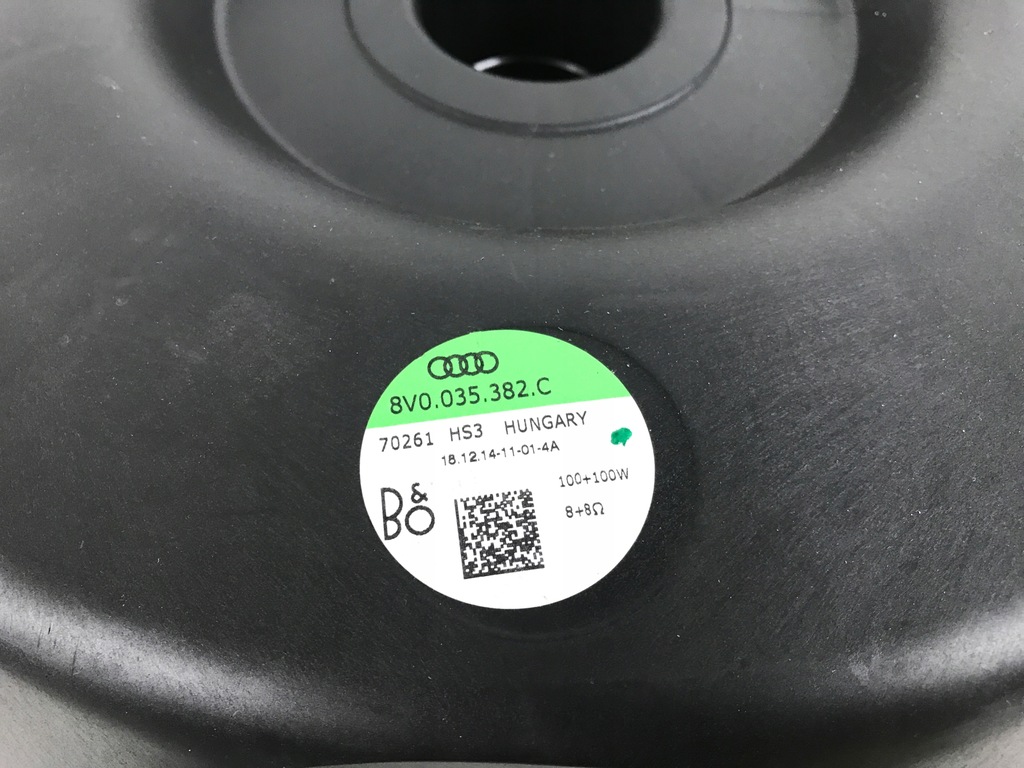 8V0.035.382.C
70261 HS3 HUNGARY
18.12.14-11-01-4A
100+100W
8+8Ω
B&O